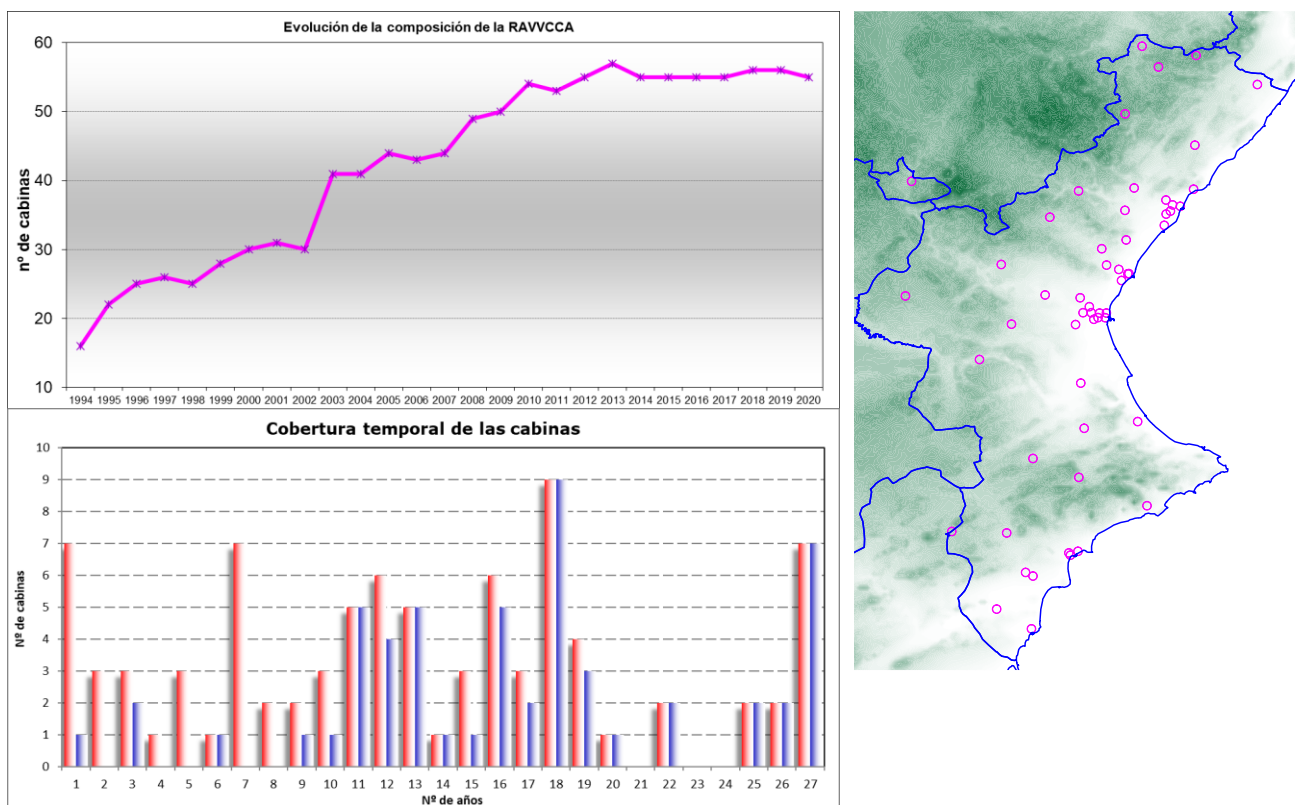 Evolución de la composición de la RAVVCCA
nº de cabinas
60
50
40
30
20
10
1994 1995 1996 1997 1998 1999 2000 2001 2002 2003 2004 2005 2006 2007 2008 2009 2010 2011 2012 2013 2014 2015 2016 2017 2018 2019 2020
Cobertura temporal de las cabinas
Nº de cabinas
10
9
8
7
6
5
4
3
2
1
0
1 2 3 4 5 6 7 8 9 10 11 12 13 14 15 16 17 18 19 20 21 22 23 24 25 26 27
Nº de años